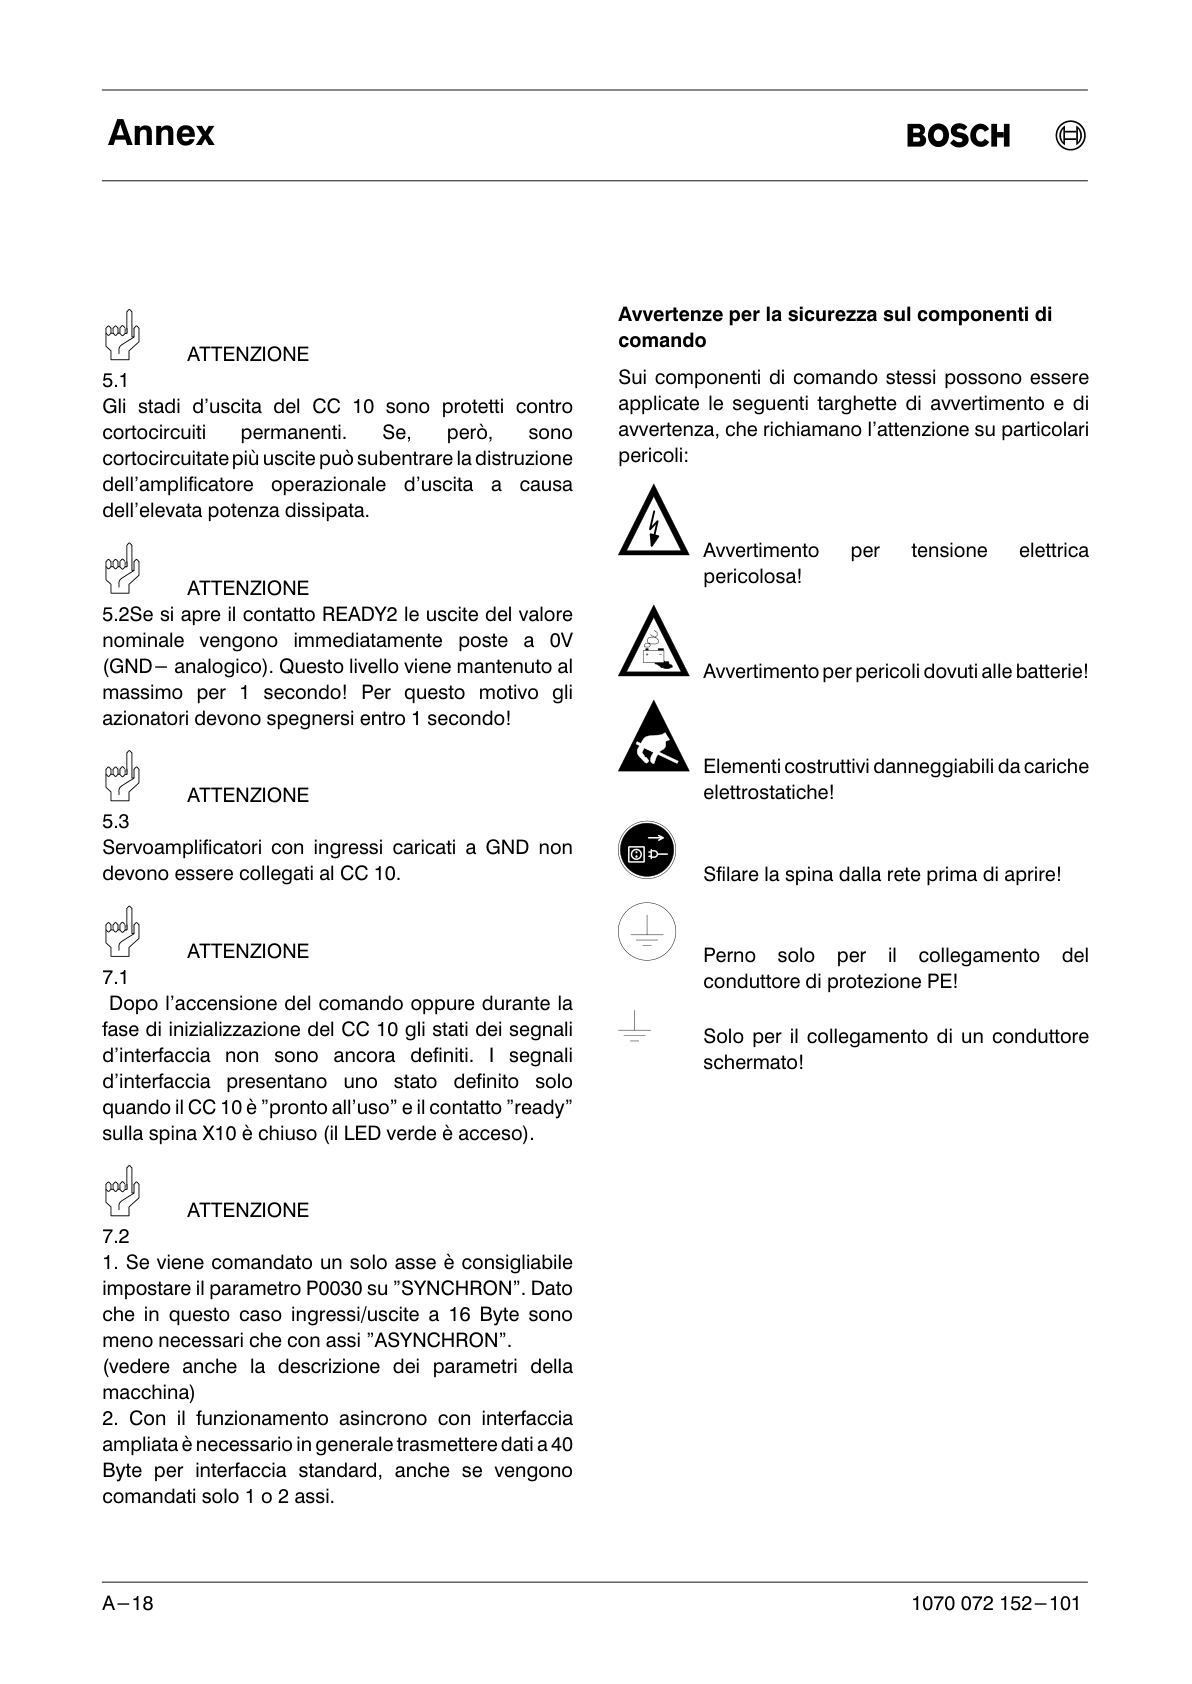 Annex
BOSCH
ATTENZIONE
5.1
Gli stadi d’uscita del CC 10 sono protetti contro
cortocircuiti permanenti. Se, però, sono
cortocircuitate più uscite può subentrare la distruzione
dell’amplificatore operazionale d’uscita a causa
dell’elevata potenza dissipata.
ATTENZIONE
5.2Se si apre il contatto READY2 le uscite del valore
nominale vengono immediatamente poste a 0V
(GND− analogico). Questo livello viene mantenuto al
massimo per 1 secondo! Per questo motivo gli
azionatori devono spegnersi entro 1 secondo!
ATTENZIONE
5.3
Servoamplificatori con ingressi caricati a GND non
devono essere collegati al CC 10.
ATTENZIONE
7.1
Dopo l’accensione del comando oppure durante la
fase di inizializzazione del CC 10 gli stati dei segnali
d’interfaccia non sono ancora definiti. I segnali
d’interfaccia presentano uno stato definito solo
quando il CC 10 è ”pronto all’uso” e il contatto ”ready”
sulla spina X10 è chiuso (il LED verde è acceso).
ATTENZIONE
7.2
1. Se viene comandato un solo asse è consigliabile
impostare il parametro P0030 su ”SYNCHRON”. Dato
che in questo caso ingressi/uscite a 16 Byte sono
meno necessari che con assi ”ASYNCHRON”.
(vedere anche la descrizione dei parametri della
macchina)
2. Con il funzionamento asincrono con interfaccia
ampliata è necessario in generale trasmettere dati a 40
Byte per interfaccia standard, anche se vengono
comandati solo 1 o 2 assi.
Avvertenze per la sicurezza sul componenti di
comando
Sui componenti di comando stessi possono essere
applicate le seguenti targhette di avvertimento e di
avvertenza, che richiamano l’attenzione su particolari
pericoli:
Avvertimento per tensione elettrica
pericolosa!
Avvertimento per pericoli dovuti alle batterie!
Elementi costruttivi danneggiabili da cariche
elettrostatiche!
Sfilare la spina dalla rete prima di aprire!
Perno solo per il collegamento del
conduttore di protezione PE!
Solo per il collegamento di un conduttore
schermato!
A−18
1070 072 152−101